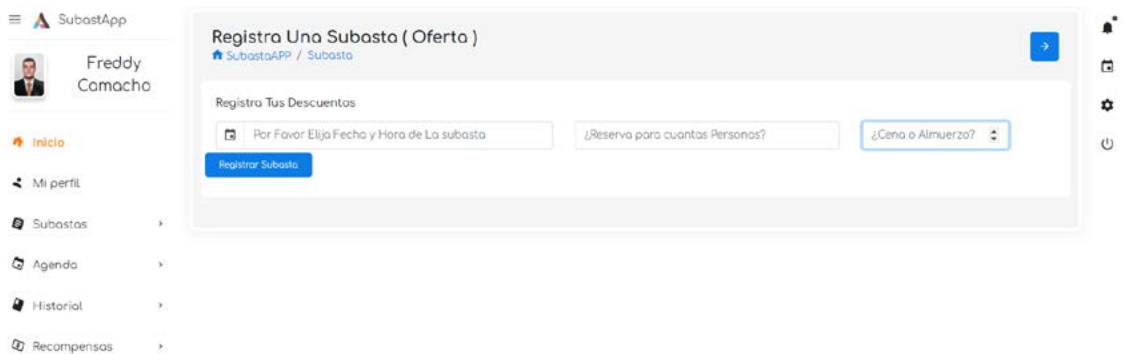 SubastApp
Freddy
Camacho
Inicio
Mi perfil
Subastas
Agenda
Historial
Recompensas
Registra Una Subasta ( Oferta )
SubastaAPP / Subasta
Registra Tus Descuentos
Por Favor Elija Fecha y Hora de La subasta
¿Reserva para cuantas Personas?
¿Cena o Almuerzo?
Registrar Subasta